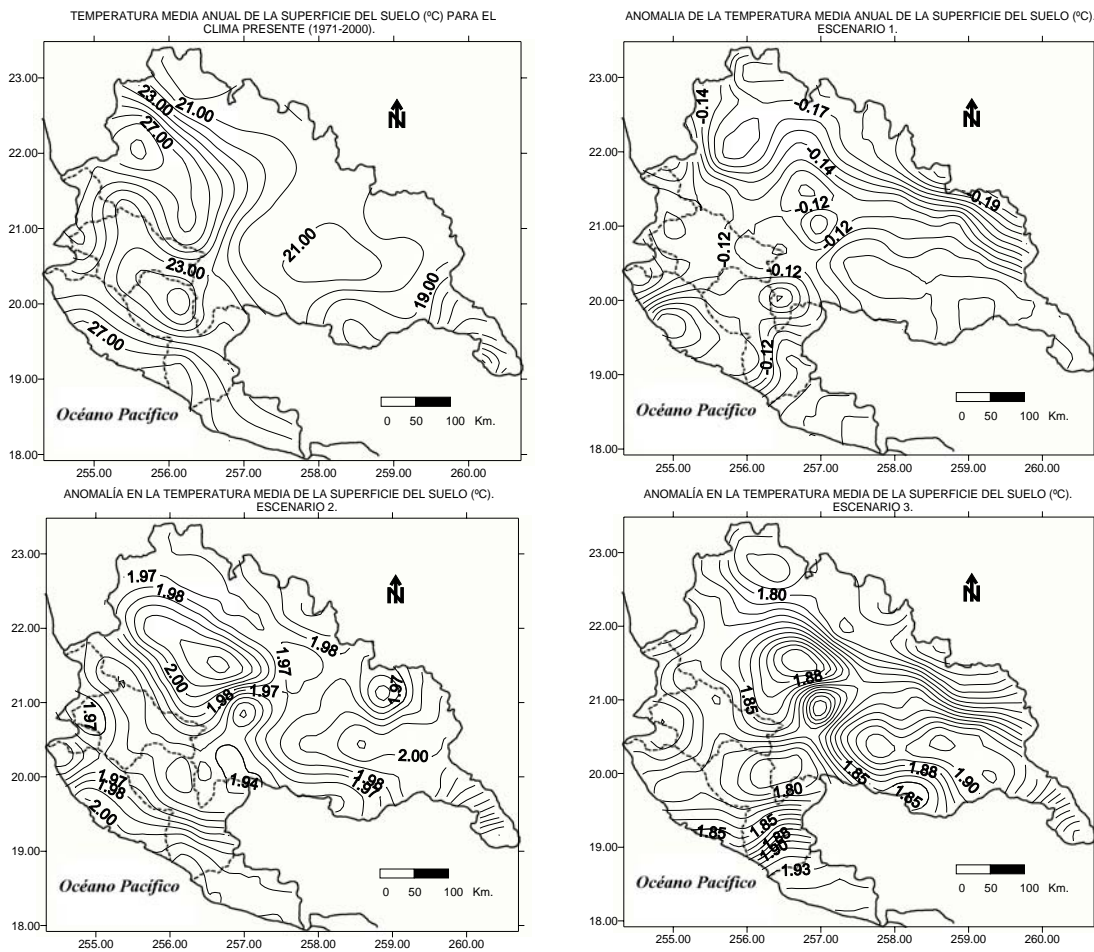 TEMPERATURA MEDIA ANUAL DE LA SUPERFICIE DEL SUELO (ºC) PARA EL
CLIMA PRESENTE (1971-2000).
23.00
22.00
21.00
20.00
19.00
18.00
255.00 256.00 257.00 258.00 259.00 260.00
23.00
21.00
27.00
21.00
23.00
19.00
27.00
N
Océano Pacífico
0 50 100 Km.
ANOMALIA DE LA TEMPERATURA MEDIA ANUAL DE LA SUPERFICIE DEL SUELO (ºC).
ESCENARIO 1.
23.00
22.00
21.00
20.00
19.00
18.00
255.00 256.00 257.00 258.00 259.00 260.00
-0.14
-0.17
-0.14
-0.19
-0.12
-0.12
-0.12
-0.12
-0.12
N
Océano Pacífico
0 50 100 Km.
ANOMALÍA EN LA TEMPERATURA MEDIA DE LA SUPERFICIE DEL SUELO (ºC).
ESCENARIO 2.
23.00
22.00
21.00
20.00
19.00
18.00
255.00 256.00 257.00 258.00 259.00 260.00
1.97
1.98
1.98
1.97
2.00
1.97
1.97
1.98
1.97
2.00
1.97
1.94
1.98
1.98
1.97
2.00
N
Océano Pacífico
0 50 100 Km.
ANOMALÍA EN LA TEMPERATURA MEDIA DE LA SUPERFICIE DEL SUELO (ºC).
ESCENARIO 3.
23.00
22.00
21.00
20.00
19.00
18.00
255.00 256.00 257.00 258.00 259.00 260.00
1.80
1.88
1.85
1.85
1.88
1.90
1.80
1.85
1.85
1.85
1.88
1.90
1.93
N
Océano Pacífico
0 50 100 Km.